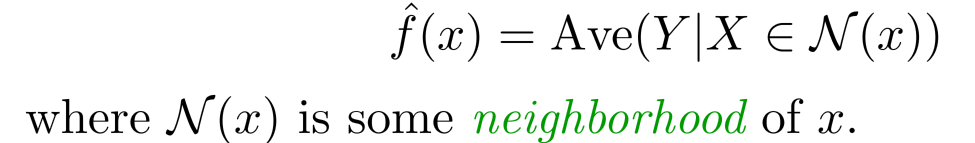 f̂(x) = Ave(Y|X ∈ 𝒩(x))
where 𝒩(x) is some neighborhood of x.